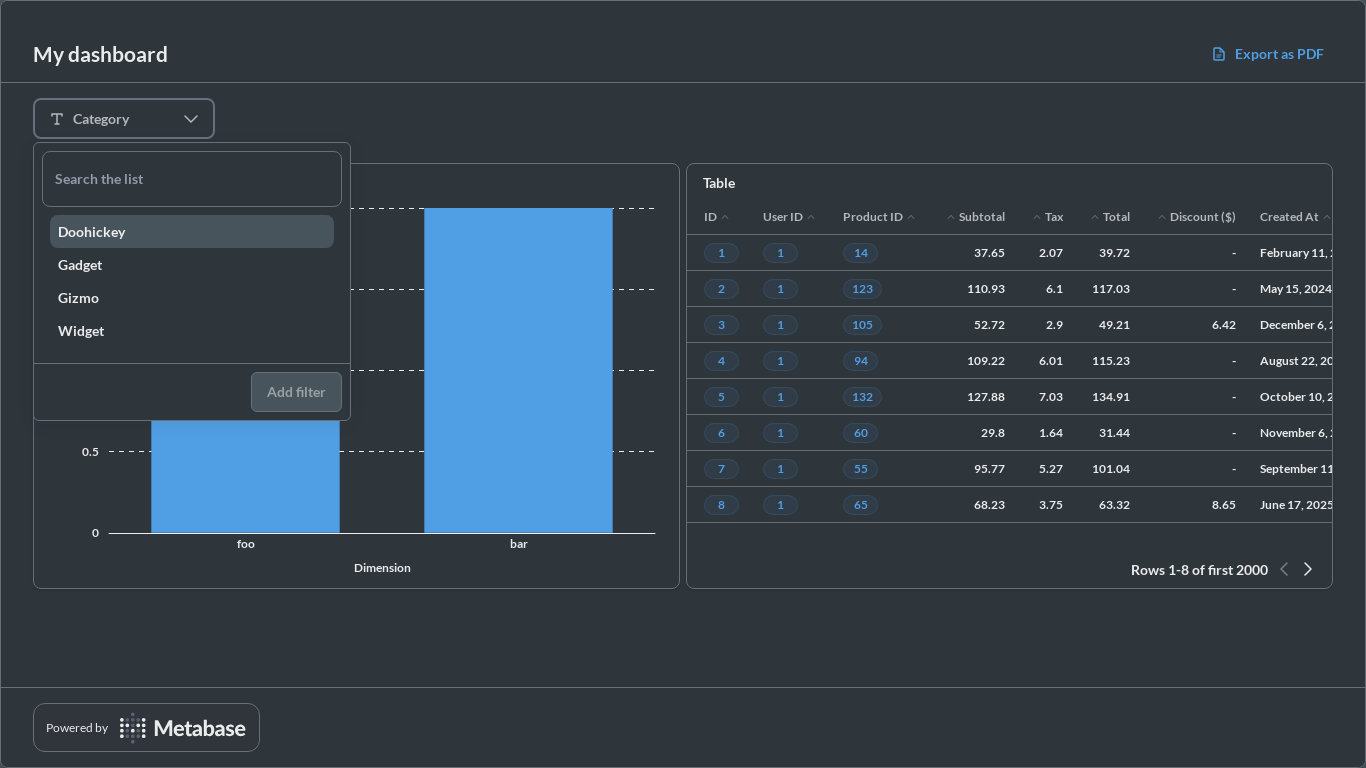 My dashboard
Export as PDF
Category
Search the list
Doohickey
Gadget
Gizmo
Widget
Add filter
0.5
0
foo bar
Dimension
Table
ID User ID Product ID Subtotal Tax Total Discount ($) Created At
1 1 14 37.65 2.07 39.72 - February 11,
2 1 123 110.93 6.1 117.03 - May 15, 2024
3 1 105 52.72 2.9 49.21 6.42 December 6,
4 1 94 109.22 6.01 115.23 - August 22, 20
5 1 132 127.88 7.03 134.91 - October 10, 2
6 1 60 29.8 1.64 31.44 - November 6,
7 1 55 95.77 5.27 101.04 - September 11
8 1 65 68.23 3.75 63.32 8.65 June 17, 2025
Rows 1-8 of first 2000
Powered by Metabase